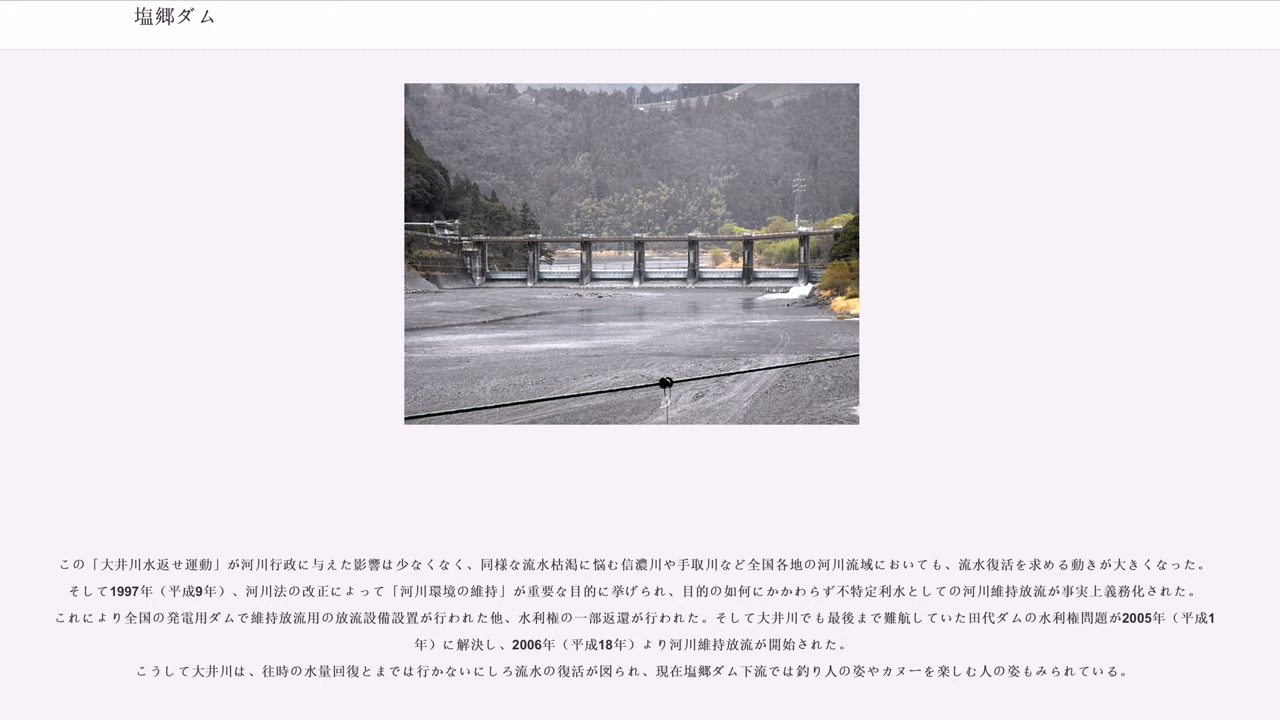 塩郷ダム
この「大井川水返せ運動」が河川行政に与えた影響は少なくなく、同様な流水枯渇に悩む信濃川や手取川など全国各地の河川流域においても、流水復活を求める動きが大きくなった。
そして1997年（平成9年）、河川法の改正によって「河川環境の維持」が重要な目的に挙げられ、目的の如何にかかわらず不特定利水としての河川維持放流が事実上義務化された。
これにより全国の発電用ダムで維持放流用の放流設備設置が行われた他、水利権の一部返還が行われた。そして大井川でも最後まで難航していた田代ダムの水利権問題が2005年（平成1
年）に解決し、2006年（平成18年）より河川維持放流が開始された。
こうして大井川は、往時の水量回復とまでは行かないにしろ流水の復活が図られ、現在塩郷ダム下流では釣り人の姿やカヌーを楽しむ人の姿もみられている。